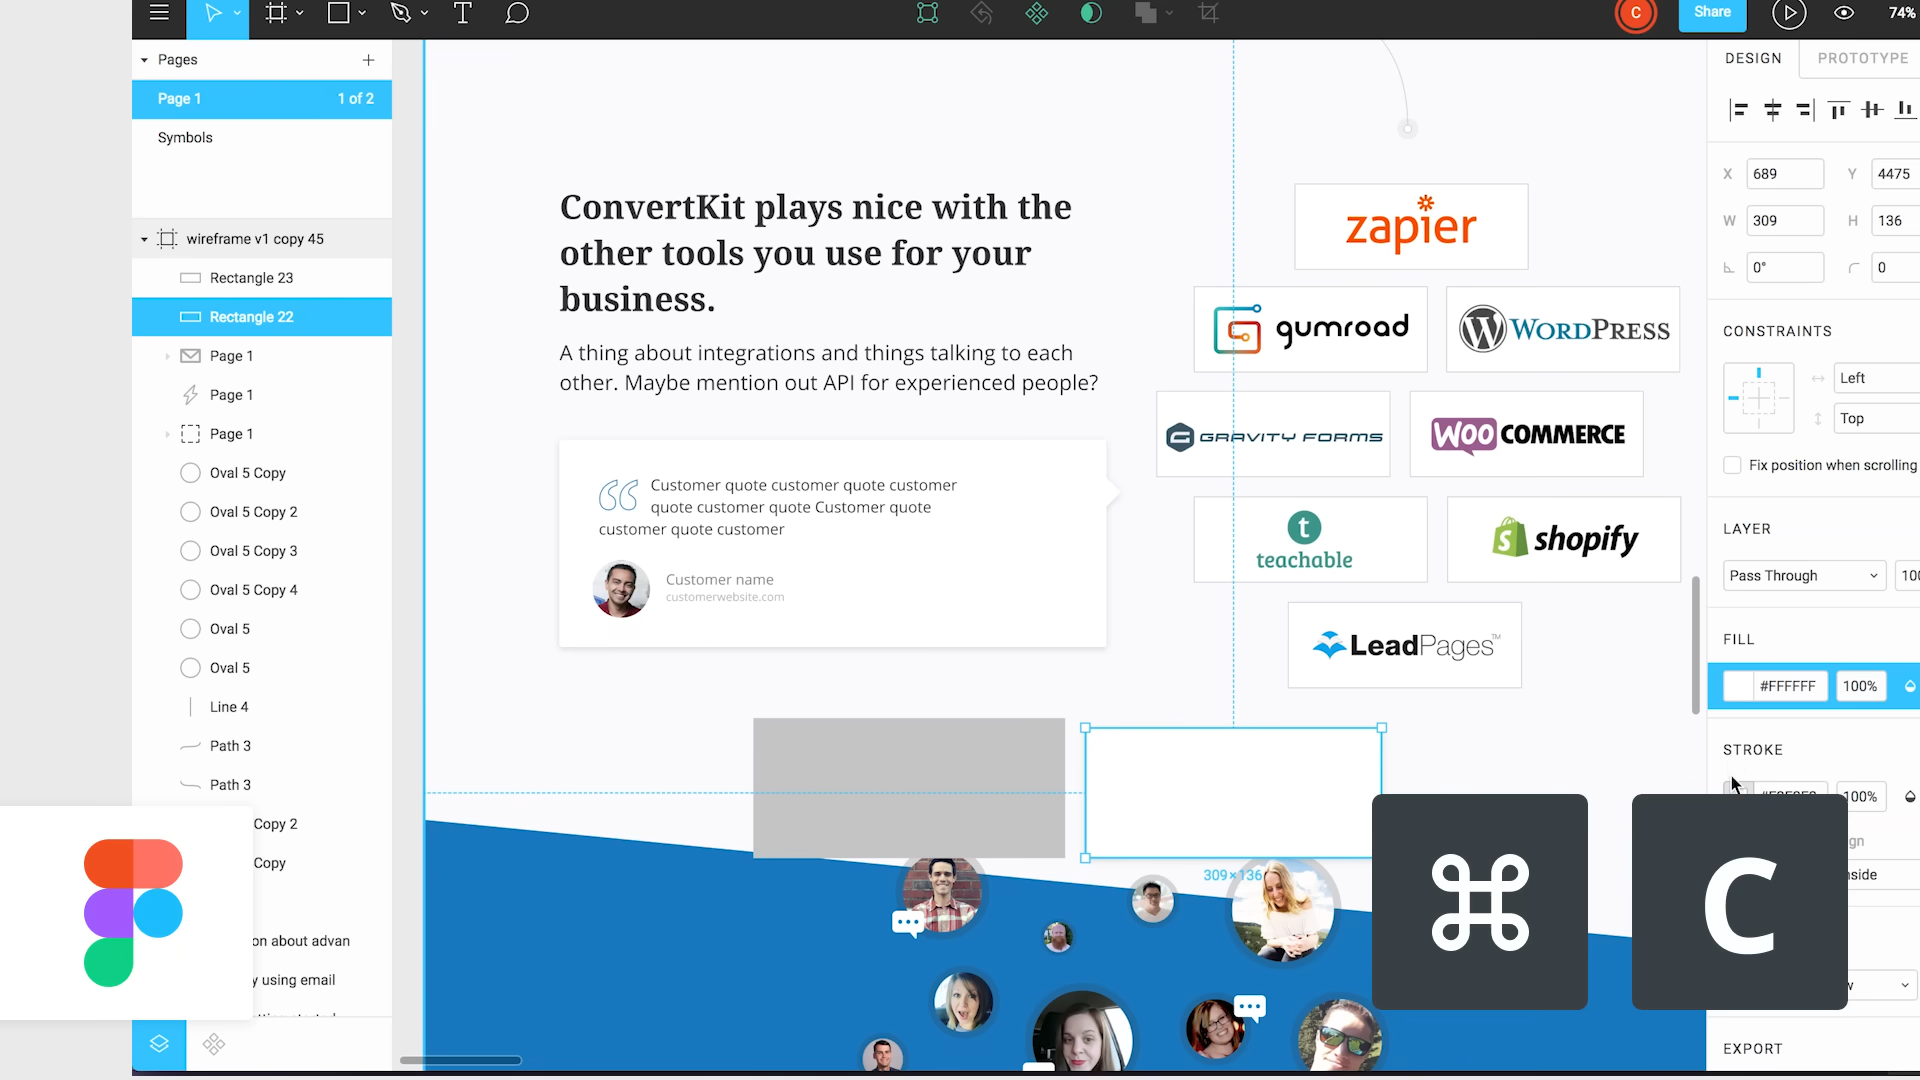 Share
74%
C
Pages
Page 1
1 of 2
Symbols
wireframe v1 copy 45
Rectangle 23
Rectangle 22
Page 1
Page 1
Page 1
Oval 5 Copy
Oval 5 Copy 2
Oval 5 Copy 3
Oval 5 Copy 4
Oval 5
Oval 5
Line 4
Path 3
Path 3
Copy 2
Copy
on about advan
y using email
ConvertKit plays nice with the
other tools you use for your
business.
A thing about integrations and things talking to each
other. Maybe mention out API for experienced people?
Customer quote customer quote customer
quote customer quote Customer quote
customer quote customer
Customer name
customerwebsite.com
zapier
gumroad
WORDPRESS
GRAVITY FORMS
WOO COMMERCE
t
teachable
shopify
LeadPages™
309×136
DESIGN
PROTOTYPE
X 689 Y 4475
W 309 H 136
0° 0
CONSTRAINTS
Left
Top
Fix position when scrolling
LAYER
Pass Through
100
FILL
#FFFFFF 100%
STROKE
100%
gn
nside
EXPORT
⌘ C